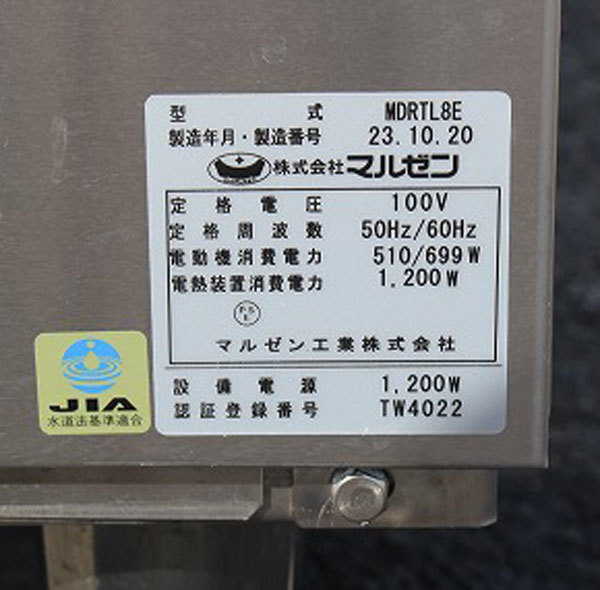 型式 MDRTL8E
製造年月・製造番号 23.10.20
株式会社マルゼン
定格電圧 100V
定格周波数 50Hz/60Hz
電動機消費電力 510/699W
電熱装置消費電力 1,200W
マルゼン工業株式会社
設備電源 1,200W
認証登録番号 TW4022
JIA
水道法基準適合